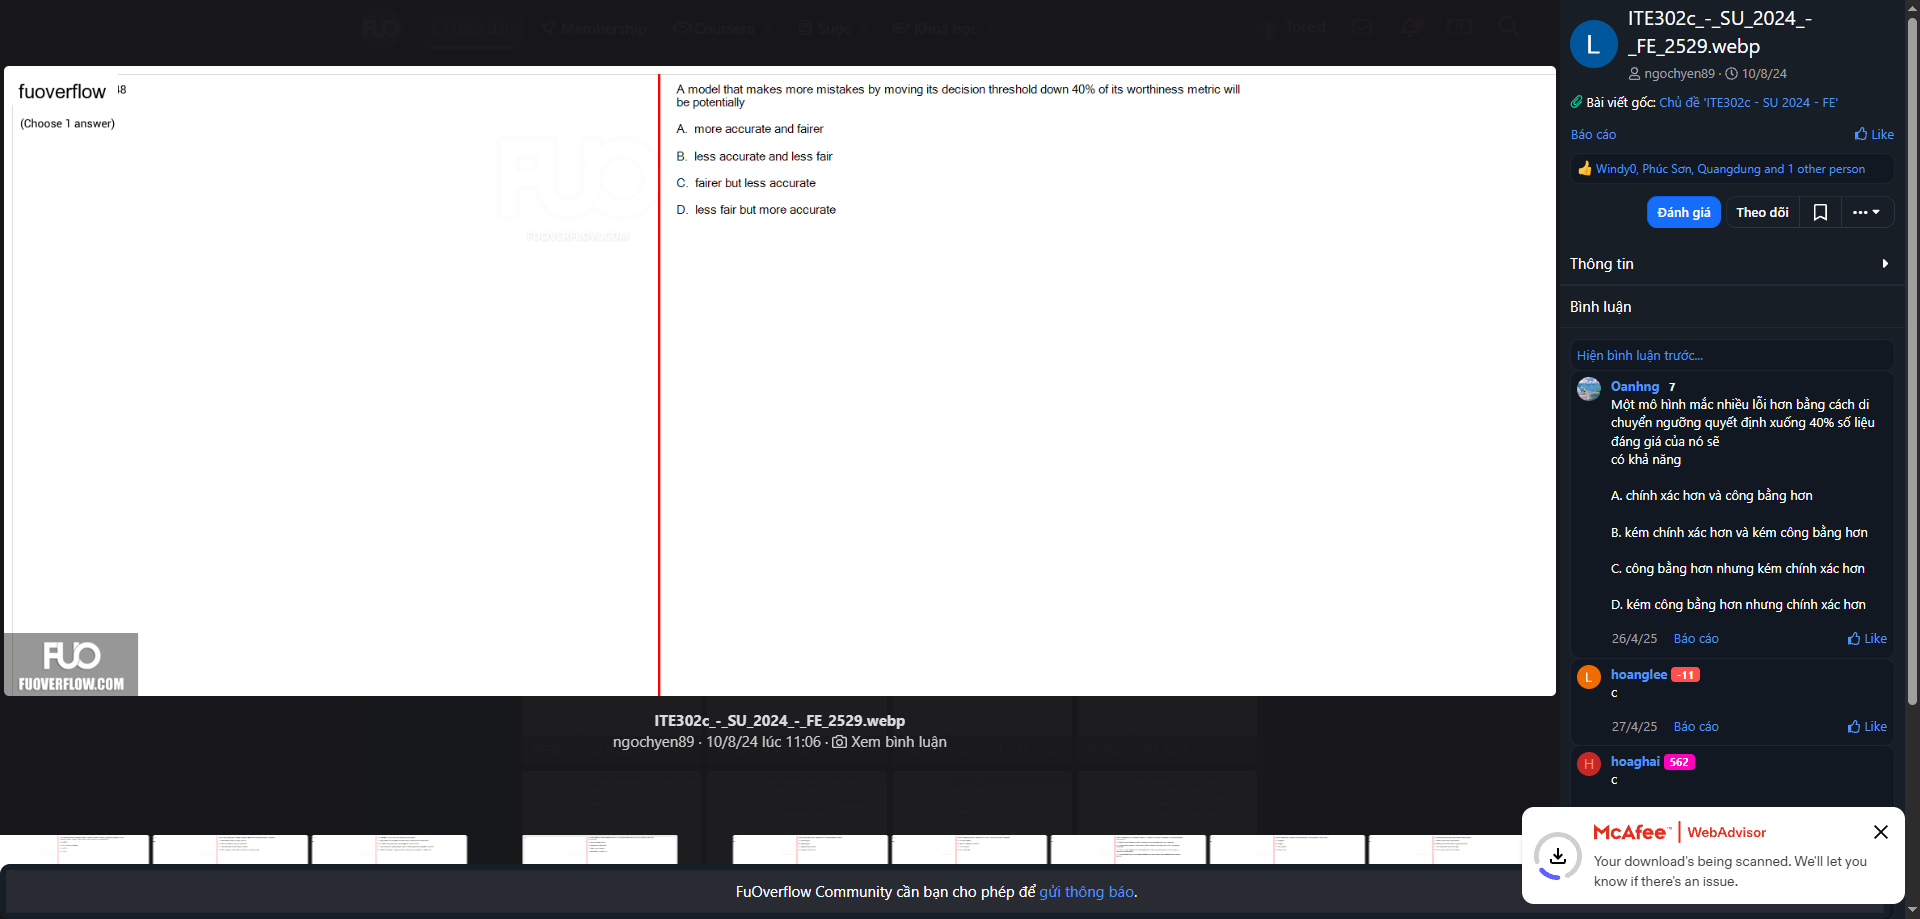 Membership
Coursera
Torest
fuoverflow
48
(Choose 1 answer)
A model that makes more mistakes by moving its decision threshold down 40% of its worthiness metric will
be potentially
A. more accurate and fairer
B. less accurate and less fair
C. fairer but less accurate
D. less fair but more accurate
FUO
FUOVERFLOW.COM
FUO
FUOVERFLOW.COM
ITE302c_-_SU_2024_-_FE_2529.webp
ngochyen89 · 10/8/24 lúc 11:06 · Xem bình luận
FuOverflow Community cần bạn cho phép để gửi thông báo.
L
ITE302c_-_SU_2024_-
_FE_2529.webp
ngochyen89 · 10/8/24
Bài viết gốc: Chủ đề 'ITE302c - SU 2024 - FE'
Báo cáo
Like
Windy0, Phúc Sơn, Quangdung and 1 other person
Đánh giá
Theo dõi
Thông tin
Bình luận
Hiện bình luận trước...
Oanhng 7
Một mô hình mắc nhiều lỗi hơn bằng cách di
chuyển ngưỡng quyết định xuống 40% số liệu
đáng giá của nó sẽ
có khả năng
A. chính xác hơn và công bằng hơn
B. kém chính xác hơn và kém công bằng hơn
C. công bằng hơn nhưng kém chính xác hơn
D. kém công bằng hơn nhưng chính xác hơn
26/4/25 Báo cáo Like
L
hoanglee -11
c
27/4/25 Báo cáo Like
H
hoaghai 562
c
McAfee™ | WebAdvisor
Your download's being scanned. We'll let you
know if there's an issue.